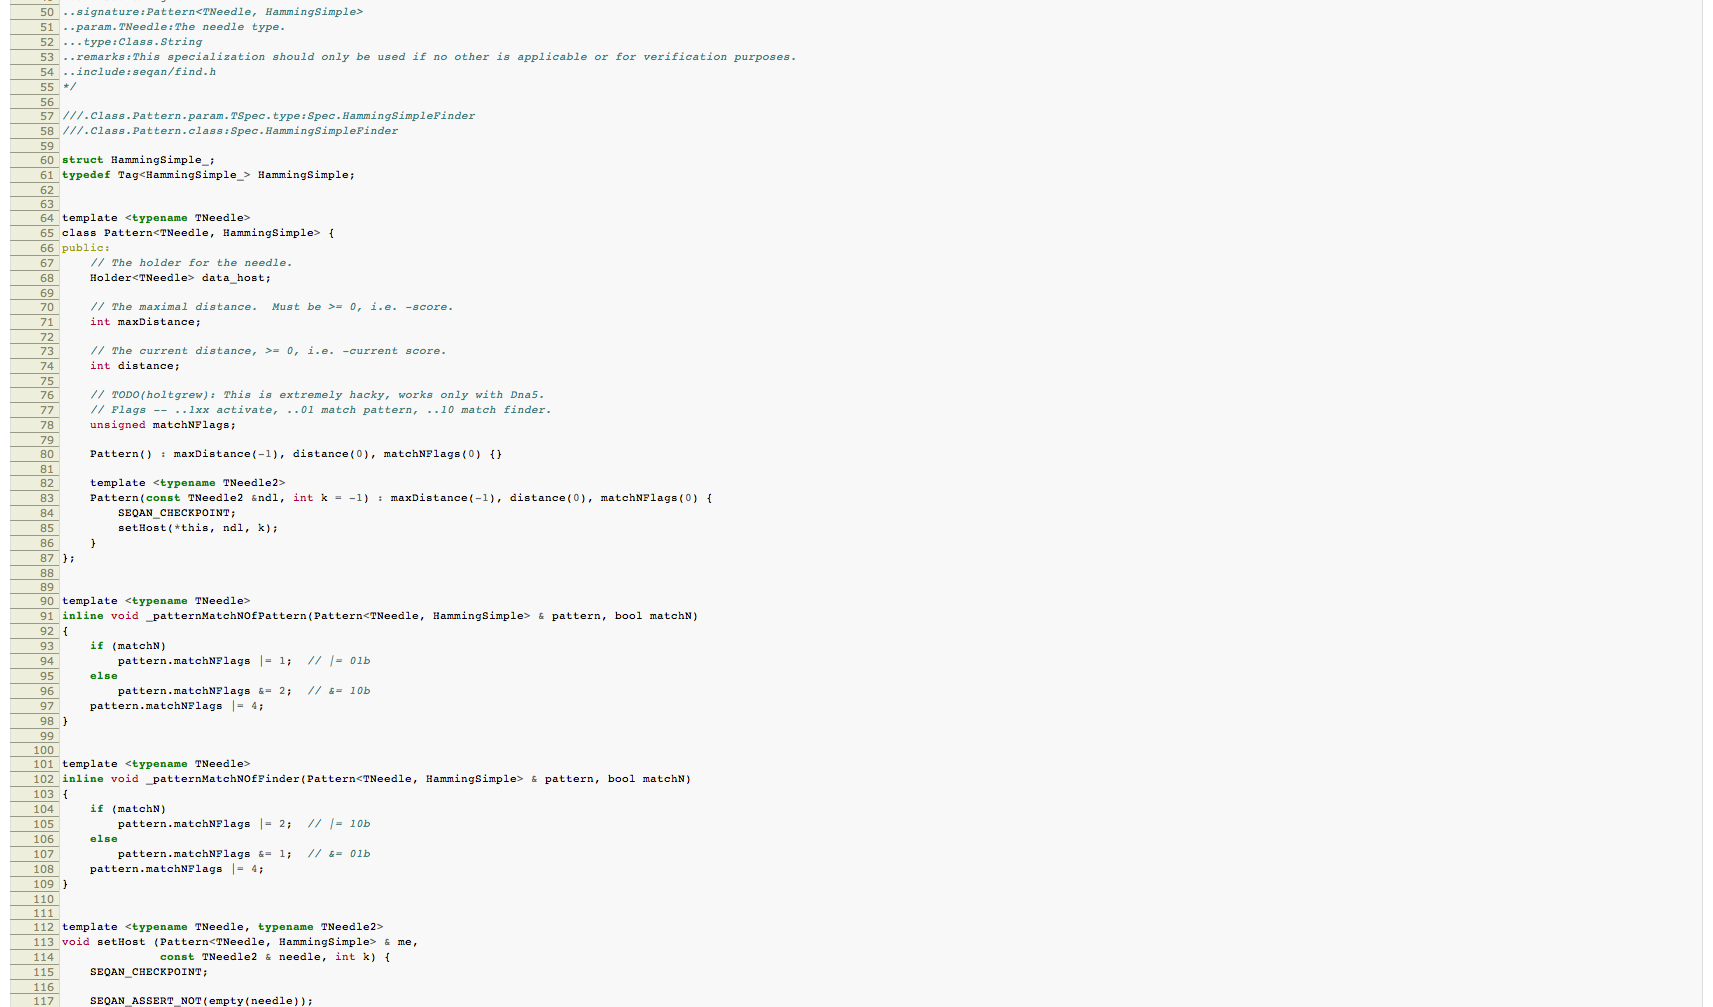 50 ..signature:Pattern<TNeedle, HammingSimple>
51 ..param.TNeedle:The needle type.
52 ...type:Class.String
53 ..remarks:This specialization should only be used if no other is applicable or for verification purposes.
54 ..include:seqan/find.h
55 */
56
57 ///.Class.Pattern.param.TSpec.type:Spec.HammingSimpleFinder
58 ///.Class.Pattern.class:Spec.HammingSimpleFinder
59
60 struct HammingSimple_;
61 typedef Tag<HammingSimple_> HammingSimple;
62
63
64 template <typename TNeedle>
65 class Pattern<TNeedle, HammingSimple> {
66 public:
67     // The holder for the needle.
68     Holder<TNeedle> data_host;
69
70     // The maximal distance.  Must be >= 0, i.e. -score.
71     int maxDistance;
72
73     // The current distance, >= 0, i.e. -current score.
74     int distance;
75
76     // TODO(holtgrew): This is extremely hacky, works only with Dna5.
77     // Flags -- ..1xx activate, ..01 match pattern, ..10 match finder.
78     unsigned matchNFlags;
79
80     Pattern() : maxDistance(-1), distance(0), matchNFlags(0) {}
81
82     template <typename TNeedle2>
83     Pattern(const TNeedle2 &ndl, int k = -1) : maxDistance(-1), distance(0), matchNFlags(0) {
84         SEQAN_CHECKPOINT;
85         setHost(*this, ndl, k);
86     }
87 };
88
89
90 template <typename TNeedle>
91 inline void _patternMatchNOfPattern(Pattern<TNeedle, HammingSimple> & pattern, bool matchN)
92 {
93     if (matchN)
94         pattern.matchNFlags |= 1;  // |= 01b
95     else
96         pattern.matchNFlags &= 2;  // &= 10b
97     pattern.matchNFlags |= 4;
98 }
99
100
101 template <typename TNeedle>
102 inline void _patternMatchNOfFinder(Pattern<TNeedle, HammingSimple> & pattern, bool matchN)
103 {
104     if (matchN)
105         pattern.matchNFlags |= 2;  // |= 10b
106     else
107         pattern.matchNFlags &= 1;  // &= 01b
108     pattern.matchNFlags |= 4;
109 }
110
111
112 template <typename TNeedle, typename TNeedle2>
113 void setHost (Pattern<TNeedle, HammingSimple> & me,
114               const TNeedle2 & needle, int k) {
115     SEQAN_CHECKPOINT;
116
117     SEQAN_ASSERT_NOT(empty(needle));